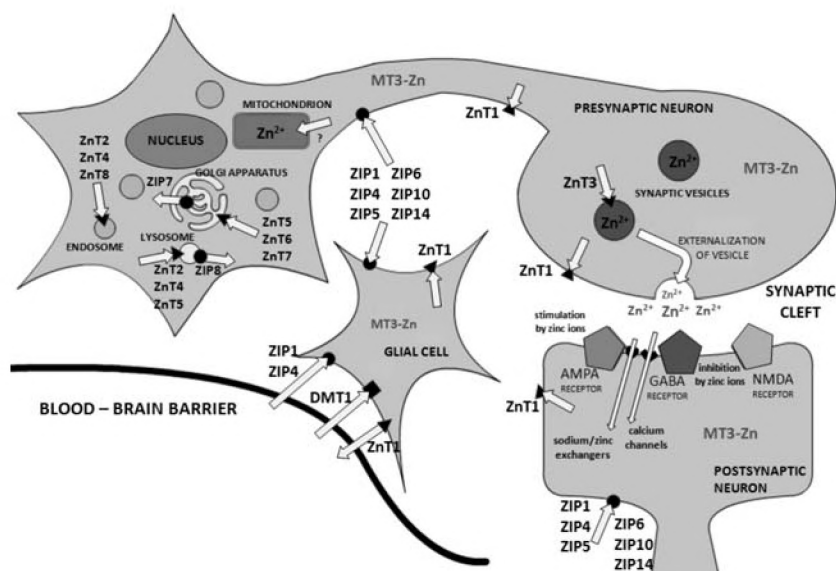 MT3-Zn
MITOCHONDRION
Zn²⁺
?
NUCLEUS
ZnT2
ZnT4
ZnT8
ZIP7
GOLGI APPARATUS
ENDOSOME
LYSOSOME
ZnT5
ZnT6
ZnT7
ZnT2
ZnT4
ZnT5
ZIP8
ZIP1 ZIP6
ZIP4 ZIP10
ZIP5 ZIP14
ZnT1
PRESYNAPTIC NEURON
Zn²⁺
MT3-Zn
SYNAPTIC VESICLES
ZnT3
Zn²⁺
EXTERNALIZATION
OF VESICLE
ZnT1
Zn²⁺
Zn²⁺ Zn²⁺ Zn²⁺
SYNAPTIC
CLEFT
ZnT1
MT3-Zn
GLIAL CELL
ZIP1
ZIP4
DMT1
ZnT1
BLOOD – BRAIN BARRIER
stimulation
by zinc ions
AMPA
RECEPTOR
GABA
RECEPTOR
inhibition
by zinc ions
NMDA
RECEPTOR
ZnT1
sodium/zinc
exchangers
calcium
channels
MT3-Zn
POSTSYNAPTIC
NEURON
ZIP1
ZIP4
ZIP5
ZIP6
ZIP10
ZIP14